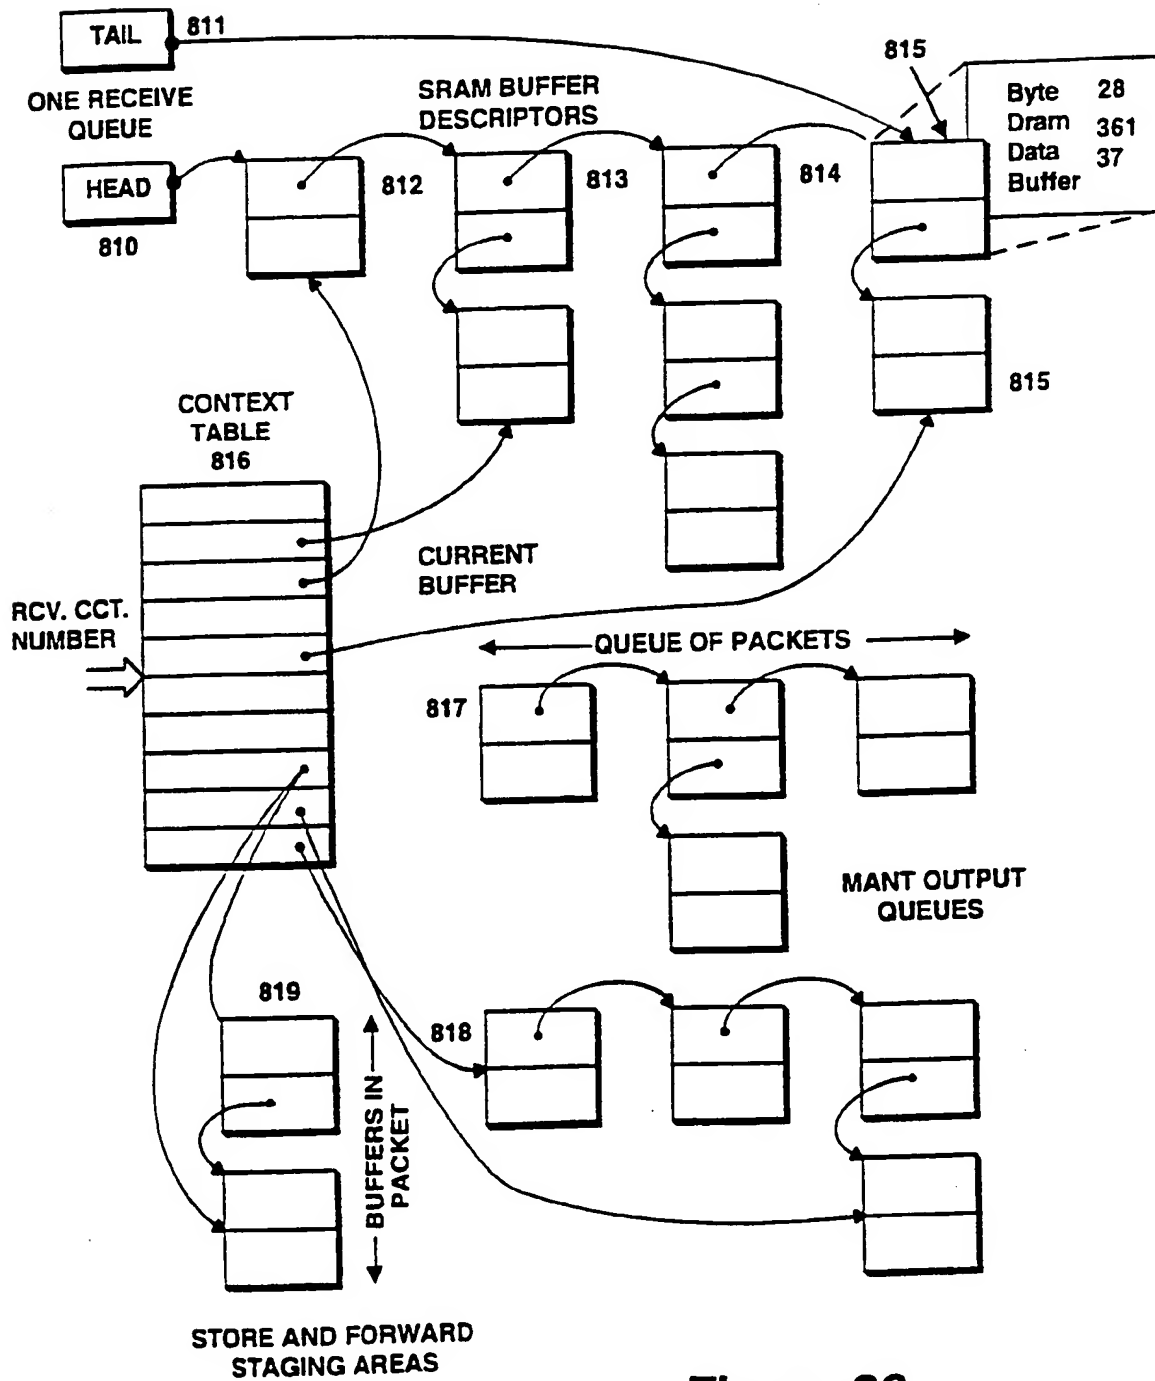 TAIL
811
ONE RECEIVE
QUEUE
HEAD
810
SRAM BUFFER
DESCRIPTORS
812
813
814
815
Byte 28
Dram 361
Data 37
Buffer
815
CONTEXT
TABLE
816
CURRENT
BUFFER
RCV. CCT.
NUMBER
QUEUE OF PACKETS
817
MANT OUTPUT
QUEUES
819
818
BUFFERS IN
PACKET
STORE AND FORWARD
STAGING AREAS